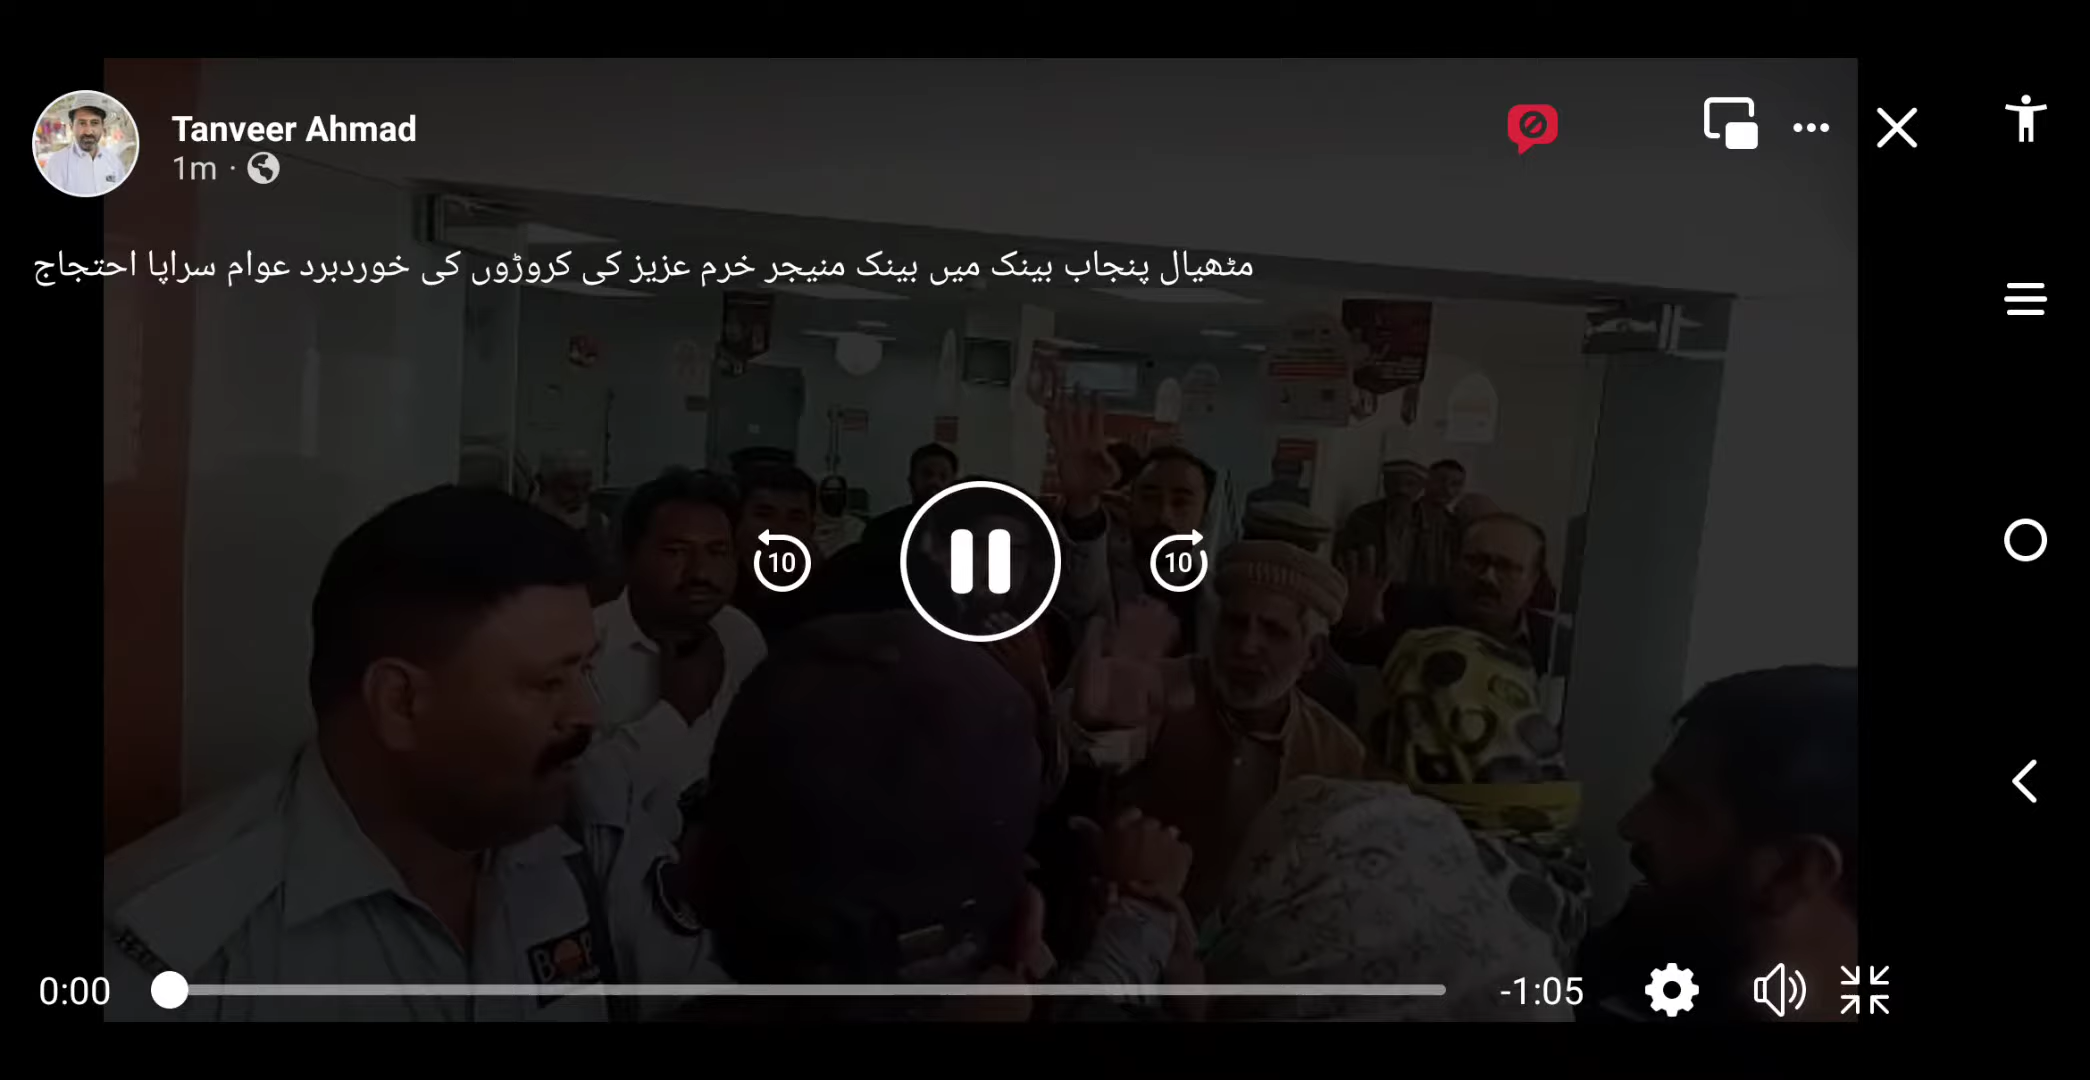 Tanveer Ahmad
1m ·
مٹھیال پنجاب بینک میں بینک منیجر خرم عزیز کی کروڑوں کی خوردبرد عوام سراپا احتجاج
10
10
0:00
-1:05